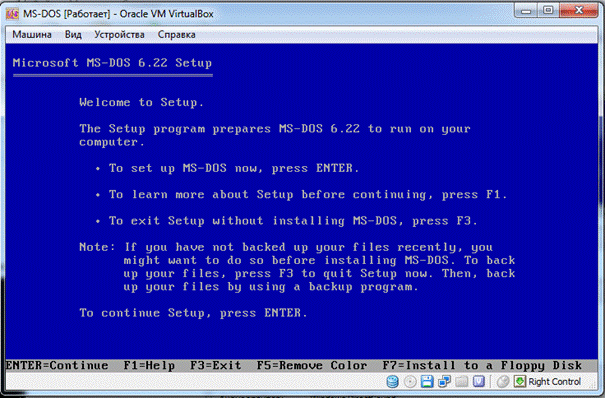 MS-DOS [Работает] - Oracle VM VirtualBox
Машина Вид Устройства Справка
Microsoft MS-DOS 6.22 Setup
Welcome to Setup.
The Setup program prepares MS-DOS 6.22 to run on your
computer.
• To set up MS-DOS now, press ENTER.
• To learn more about Setup before continuing, press F1.
• To exit Setup without installing MS-DOS, press F3.
Note: If you have not backed up your files recently, you
might want to do so before installing MS-DOS. To back
up your files, press F3 to quit Setup now. Then, back
up your files by using a backup program.
To continue Setup, press ENTER.
ENTER=Continue F1=Help F3=Exit F5=Remove Color F7=Install to a Floppy Disk
Right Control